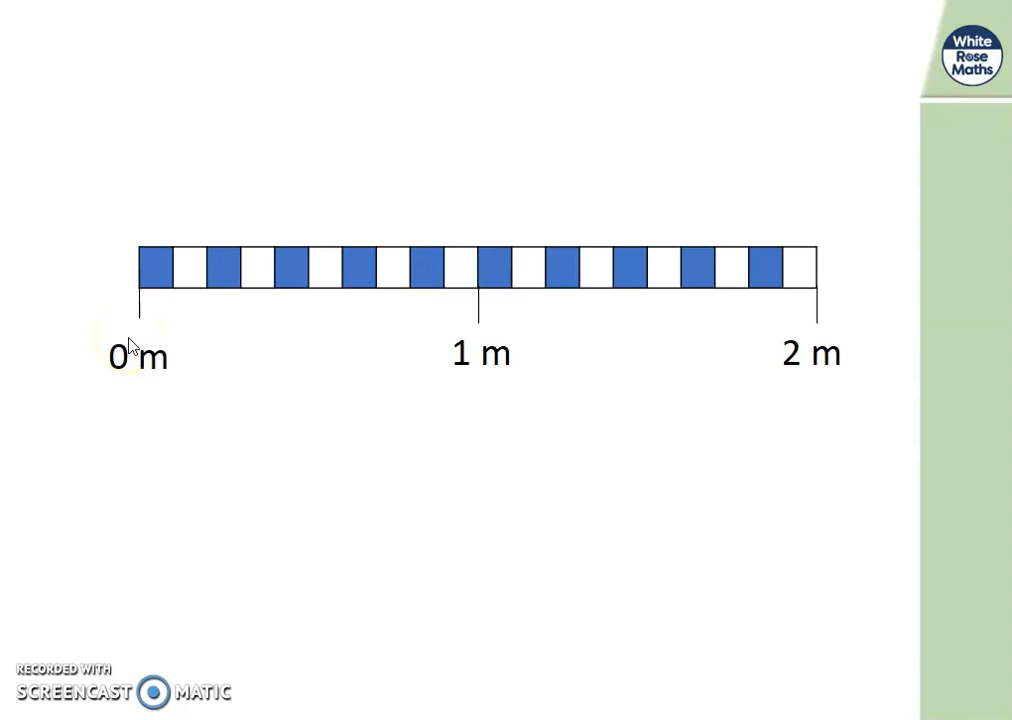 White
Rose
Maths
0 m
1 m
2 m
RECORDED WITH
SCREENCAST MATIC